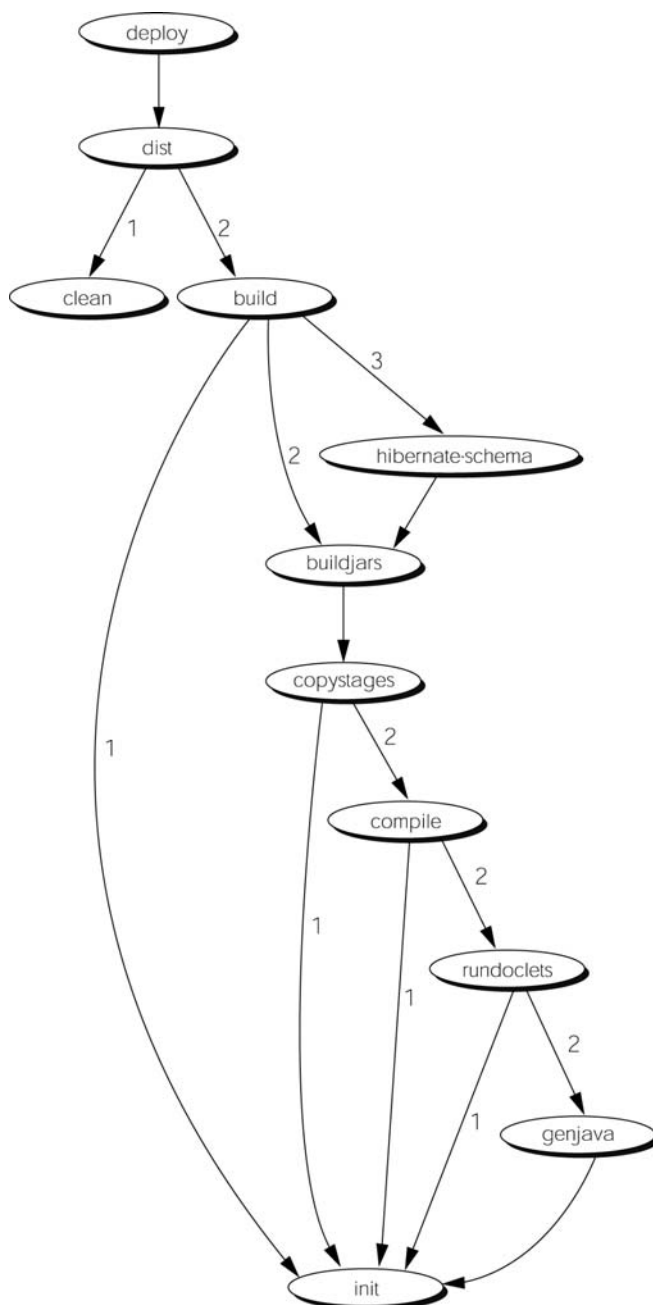 deploy
dist
1
2
clean
build
3
2
hibernate-schema
buildjars
copystages
1
2
compile
2
1
1
rundoclets
2
1
genjava
init